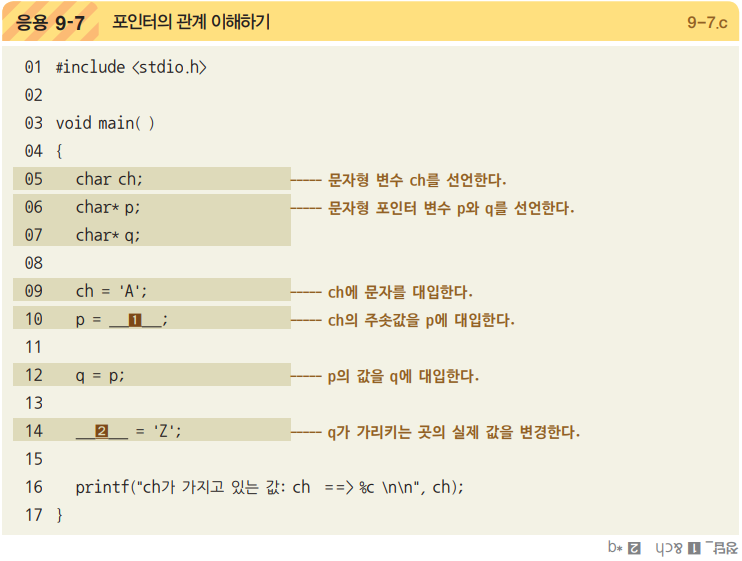 응용 9-7 포인터의 관계 이해하기 9-7.c
01 #include <stdio.h>
02
03 void main( )
04 {
05 char ch; ----- 문자형 변수 ch를 선언한다.
06 char* p; ----- 문자형 포인터 변수 p와 q를 선언한다.
07 char* q;
08
09 ch = 'A'; ----- ch에 문자를 대입한다.
10 p = __1__; ----- ch의 주솟값을 p에 대입한다.
11
12 q = p; ----- p의 값을 q에 대입한다.
13
14 __2__ = 'Z'; ----- q가 가리키는 곳의 실제 값을 변경한다.
15
16 printf("ch가 가지고 있는 값: ch ==> %c \n\n", ch);
17 }
정답_ 1 &ch 2 *q